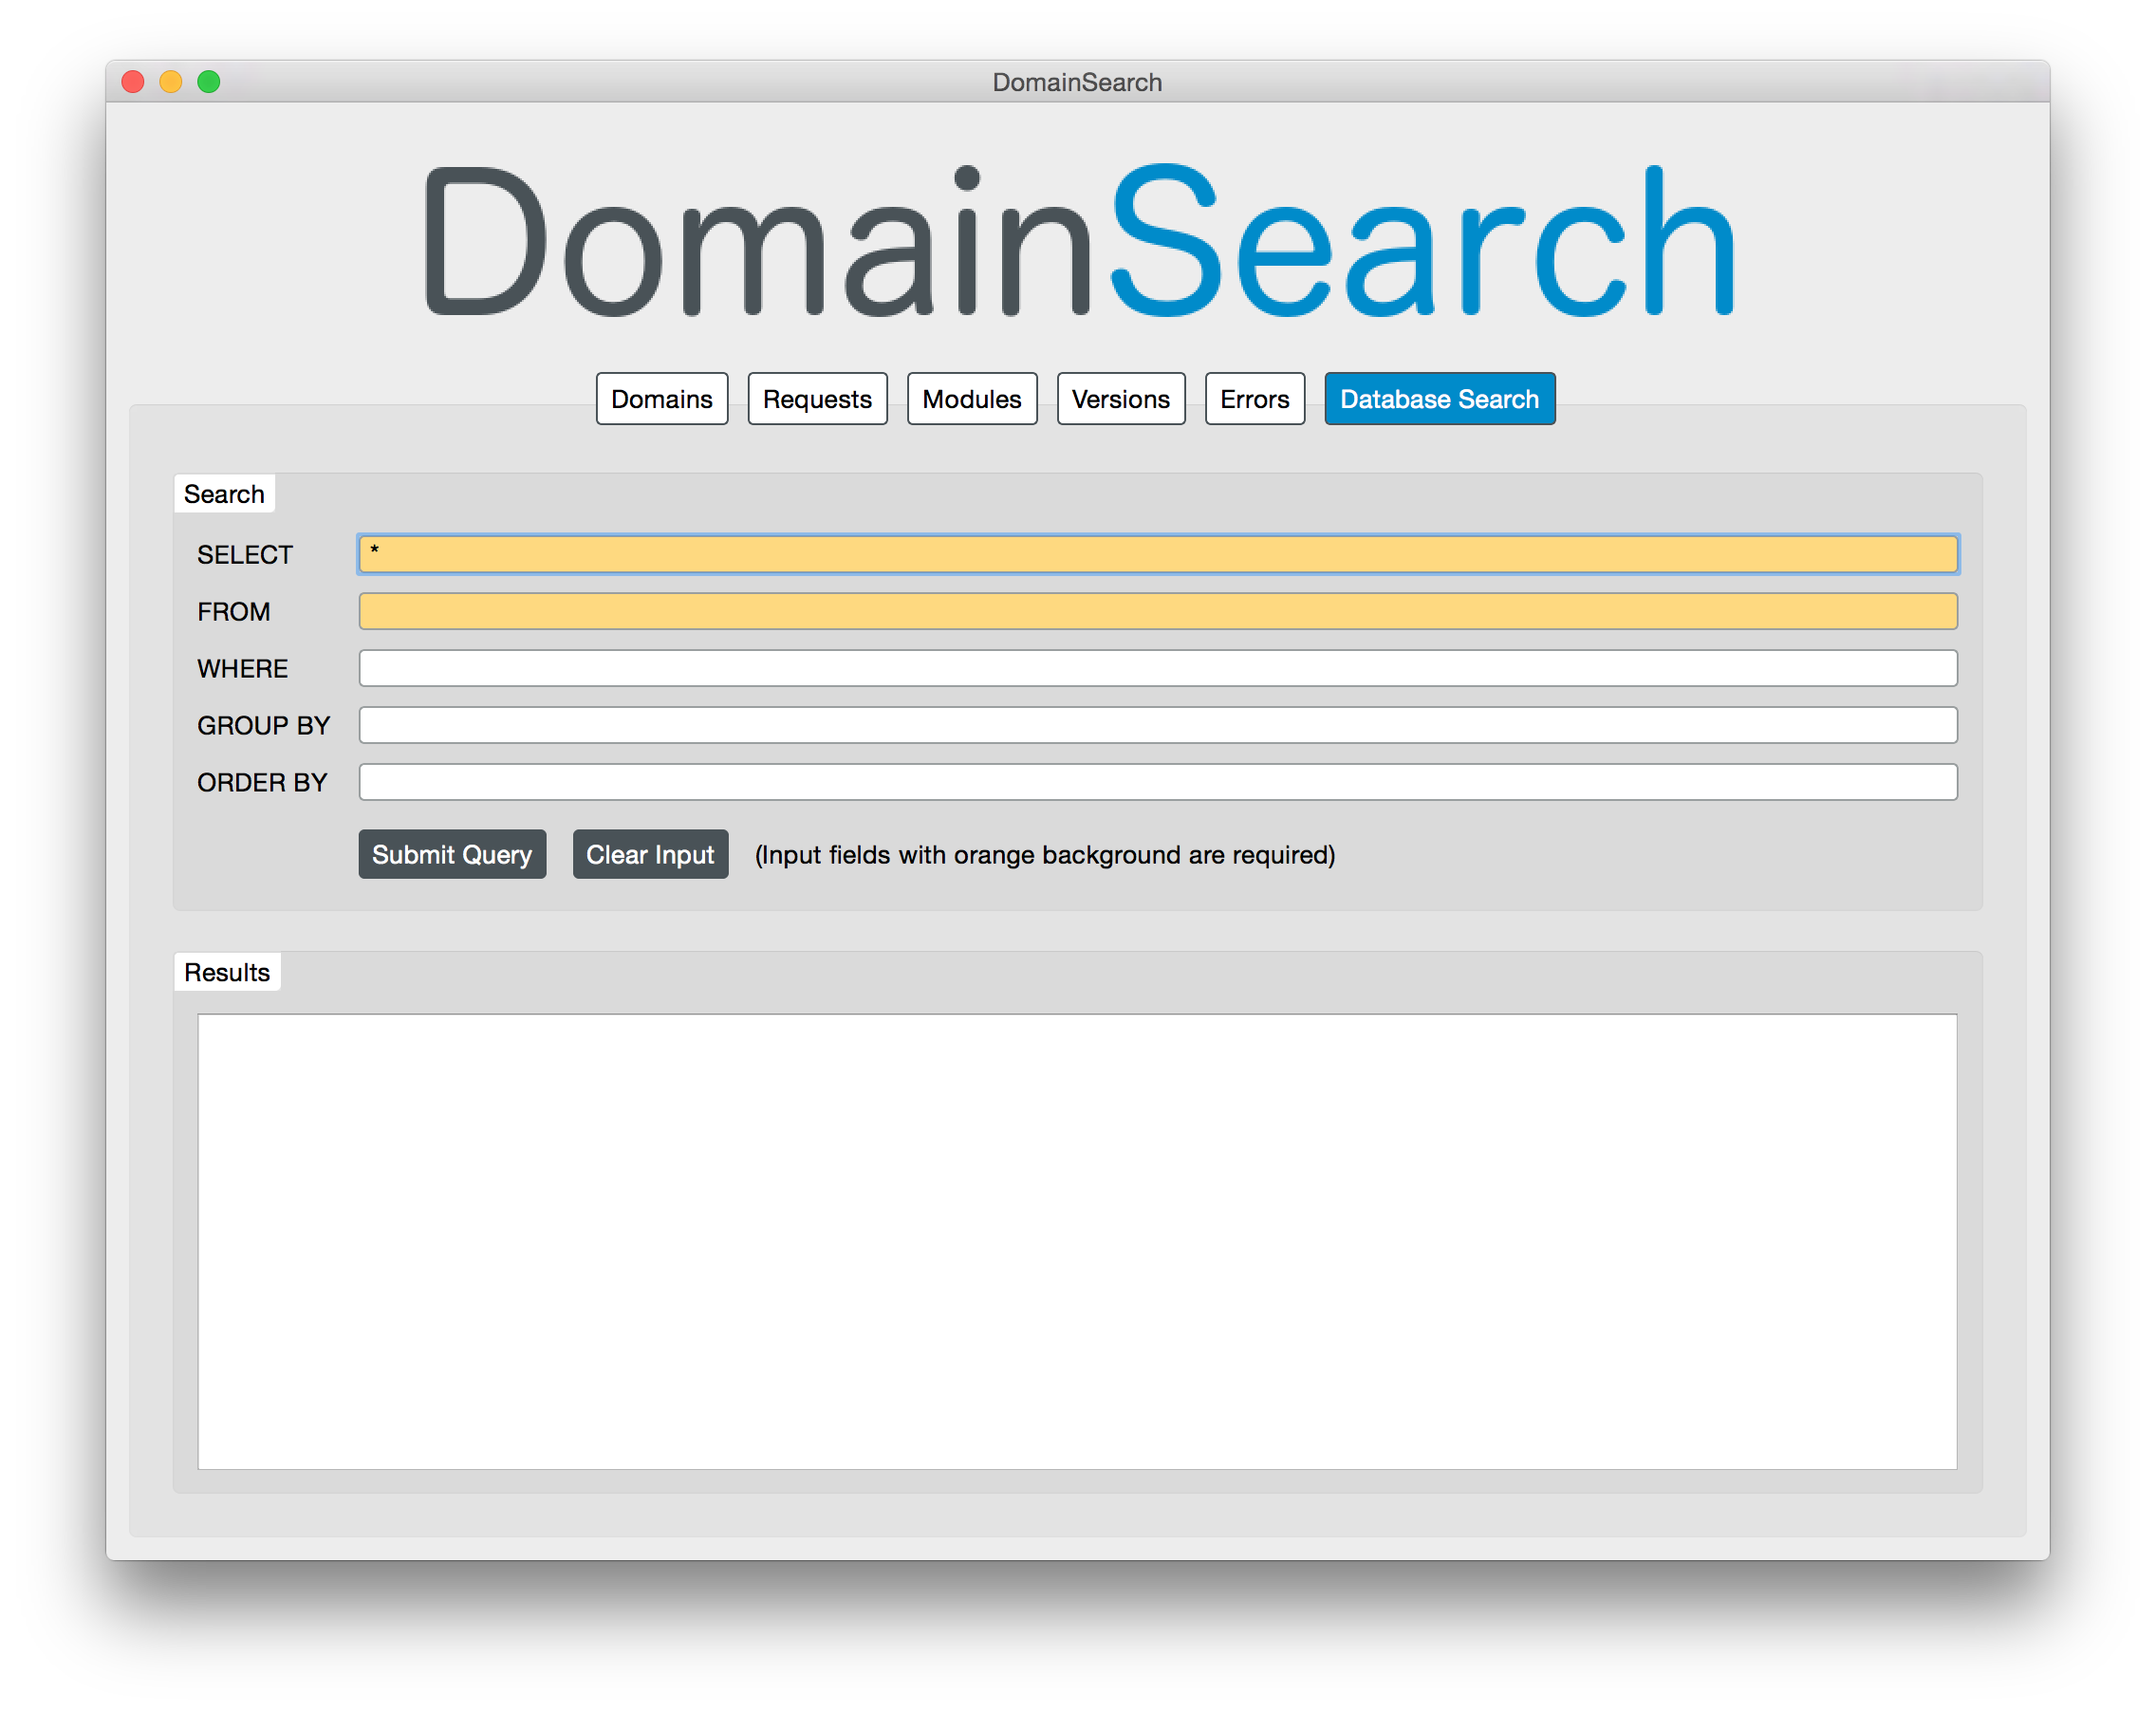 DomainSearch
DomainSearch
Domains Requests Modules Versions Errors Database Search
Search
SELECT *
FROM
WHERE
GROUP BY
ORDER BY
Submit Query Clear Input (Input fields with orange background are required)
Results